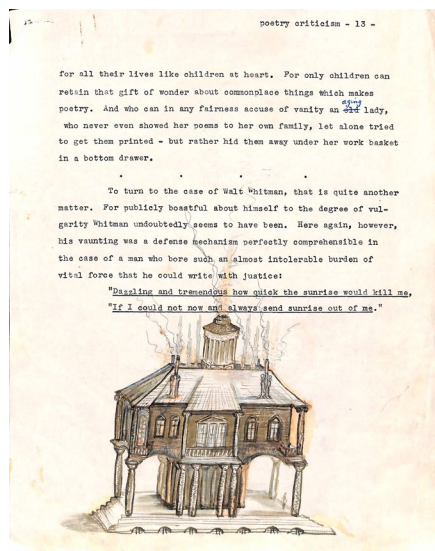 poetry criticism - 13 -
for all their lives like children at heart. For only children can
retain that gift of wonder about commonplace things which makes
poetry. And who can in any fairness accuse of vanity an aging old lady,
who never even showed her poems to her own family, let alone tried
to get them printed - but rather hid them away under her work basket
in a bottom drawer.
. . . .
To turn to the case of Walt Whitman, that is quite another
matter. For publicly boastful about himself to the degree of vul-
garity Whitman undoubtedly seems to have been. Here again, however,
his vaunting was a defense mechanism perfectly comprehensible in
the case of a man who bore such an almost intolerable burden of
vital force that he could write with justice:
"Dazzling and tremendous how quick the sunrise would kill me,
"If I could not now and always send sunrise out of me."